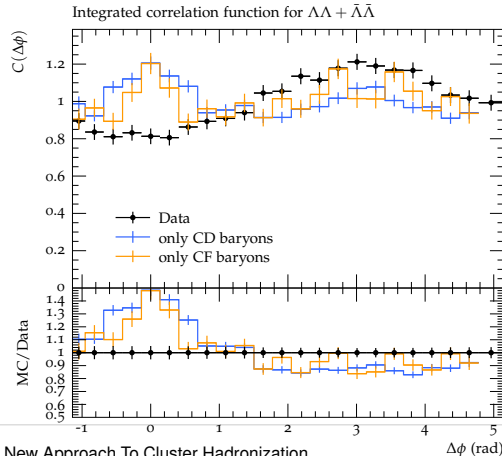 Integrated correlation function for ΛΛ + Λ̄Λ̄
C(Δϕ)
1.2
1
0.8
0.6
0.4
0.2
0
Data
only CD baryons
only CF baryons
MC/Data
1.4
1.3
1.2
1.1
1
0.9
0.8
0.7
0.6
0.5
-1 0 1 2 3 4 5
Δϕ (rad)
New Approach To Cluster Hadronization